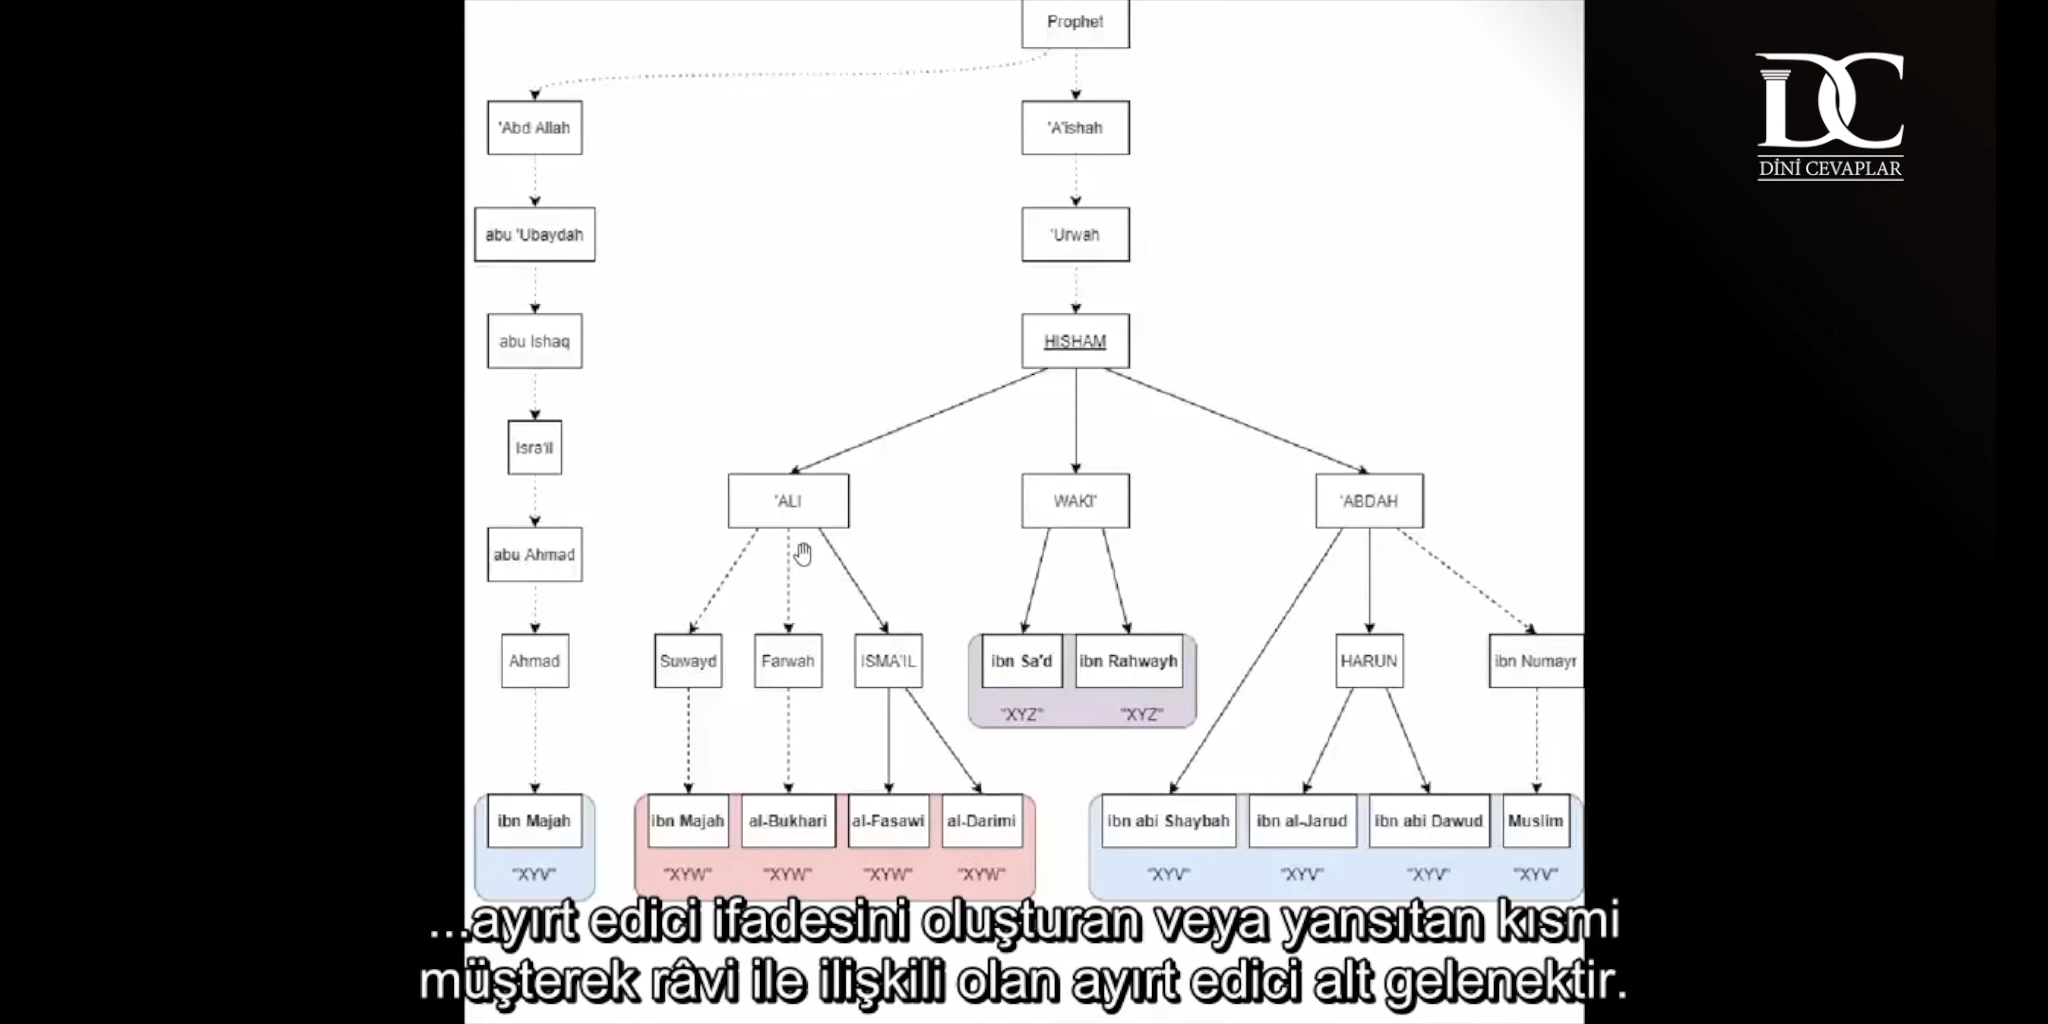 Prophet
DİNİ CEVAPLAR
'Abd Allah
'A'ishah
abu 'Ubaydah
'Urwah
abu Ishaq
HISHAM
Isra'il
'ALI
WAKI'
'ABDAH
abu Ahmad
Ahmad
Suwayd
Farwah
ISMA'IL
ibn Sa'd
ibn Rahwayh
HARUN
ibn Numayr
"XYZ"
"XYZ"
ibn Majah
ibn Majah
al-Bukhari
al-Fasawi
al-Darimi
ibn abi Shaybah
ibn al-Jarud
ibn abi Dawud
Muslim
"XYV"
"XYW"
"XYW"
"XYW"
"XYW"
"XYV"
"XYV"
"XYV"
"XYV"
...ayırt edici ifadesini oluşturan veya yansıtan kısmi
müşterek râvi ile ilişkili olan ayırt edici alt gelenektir.